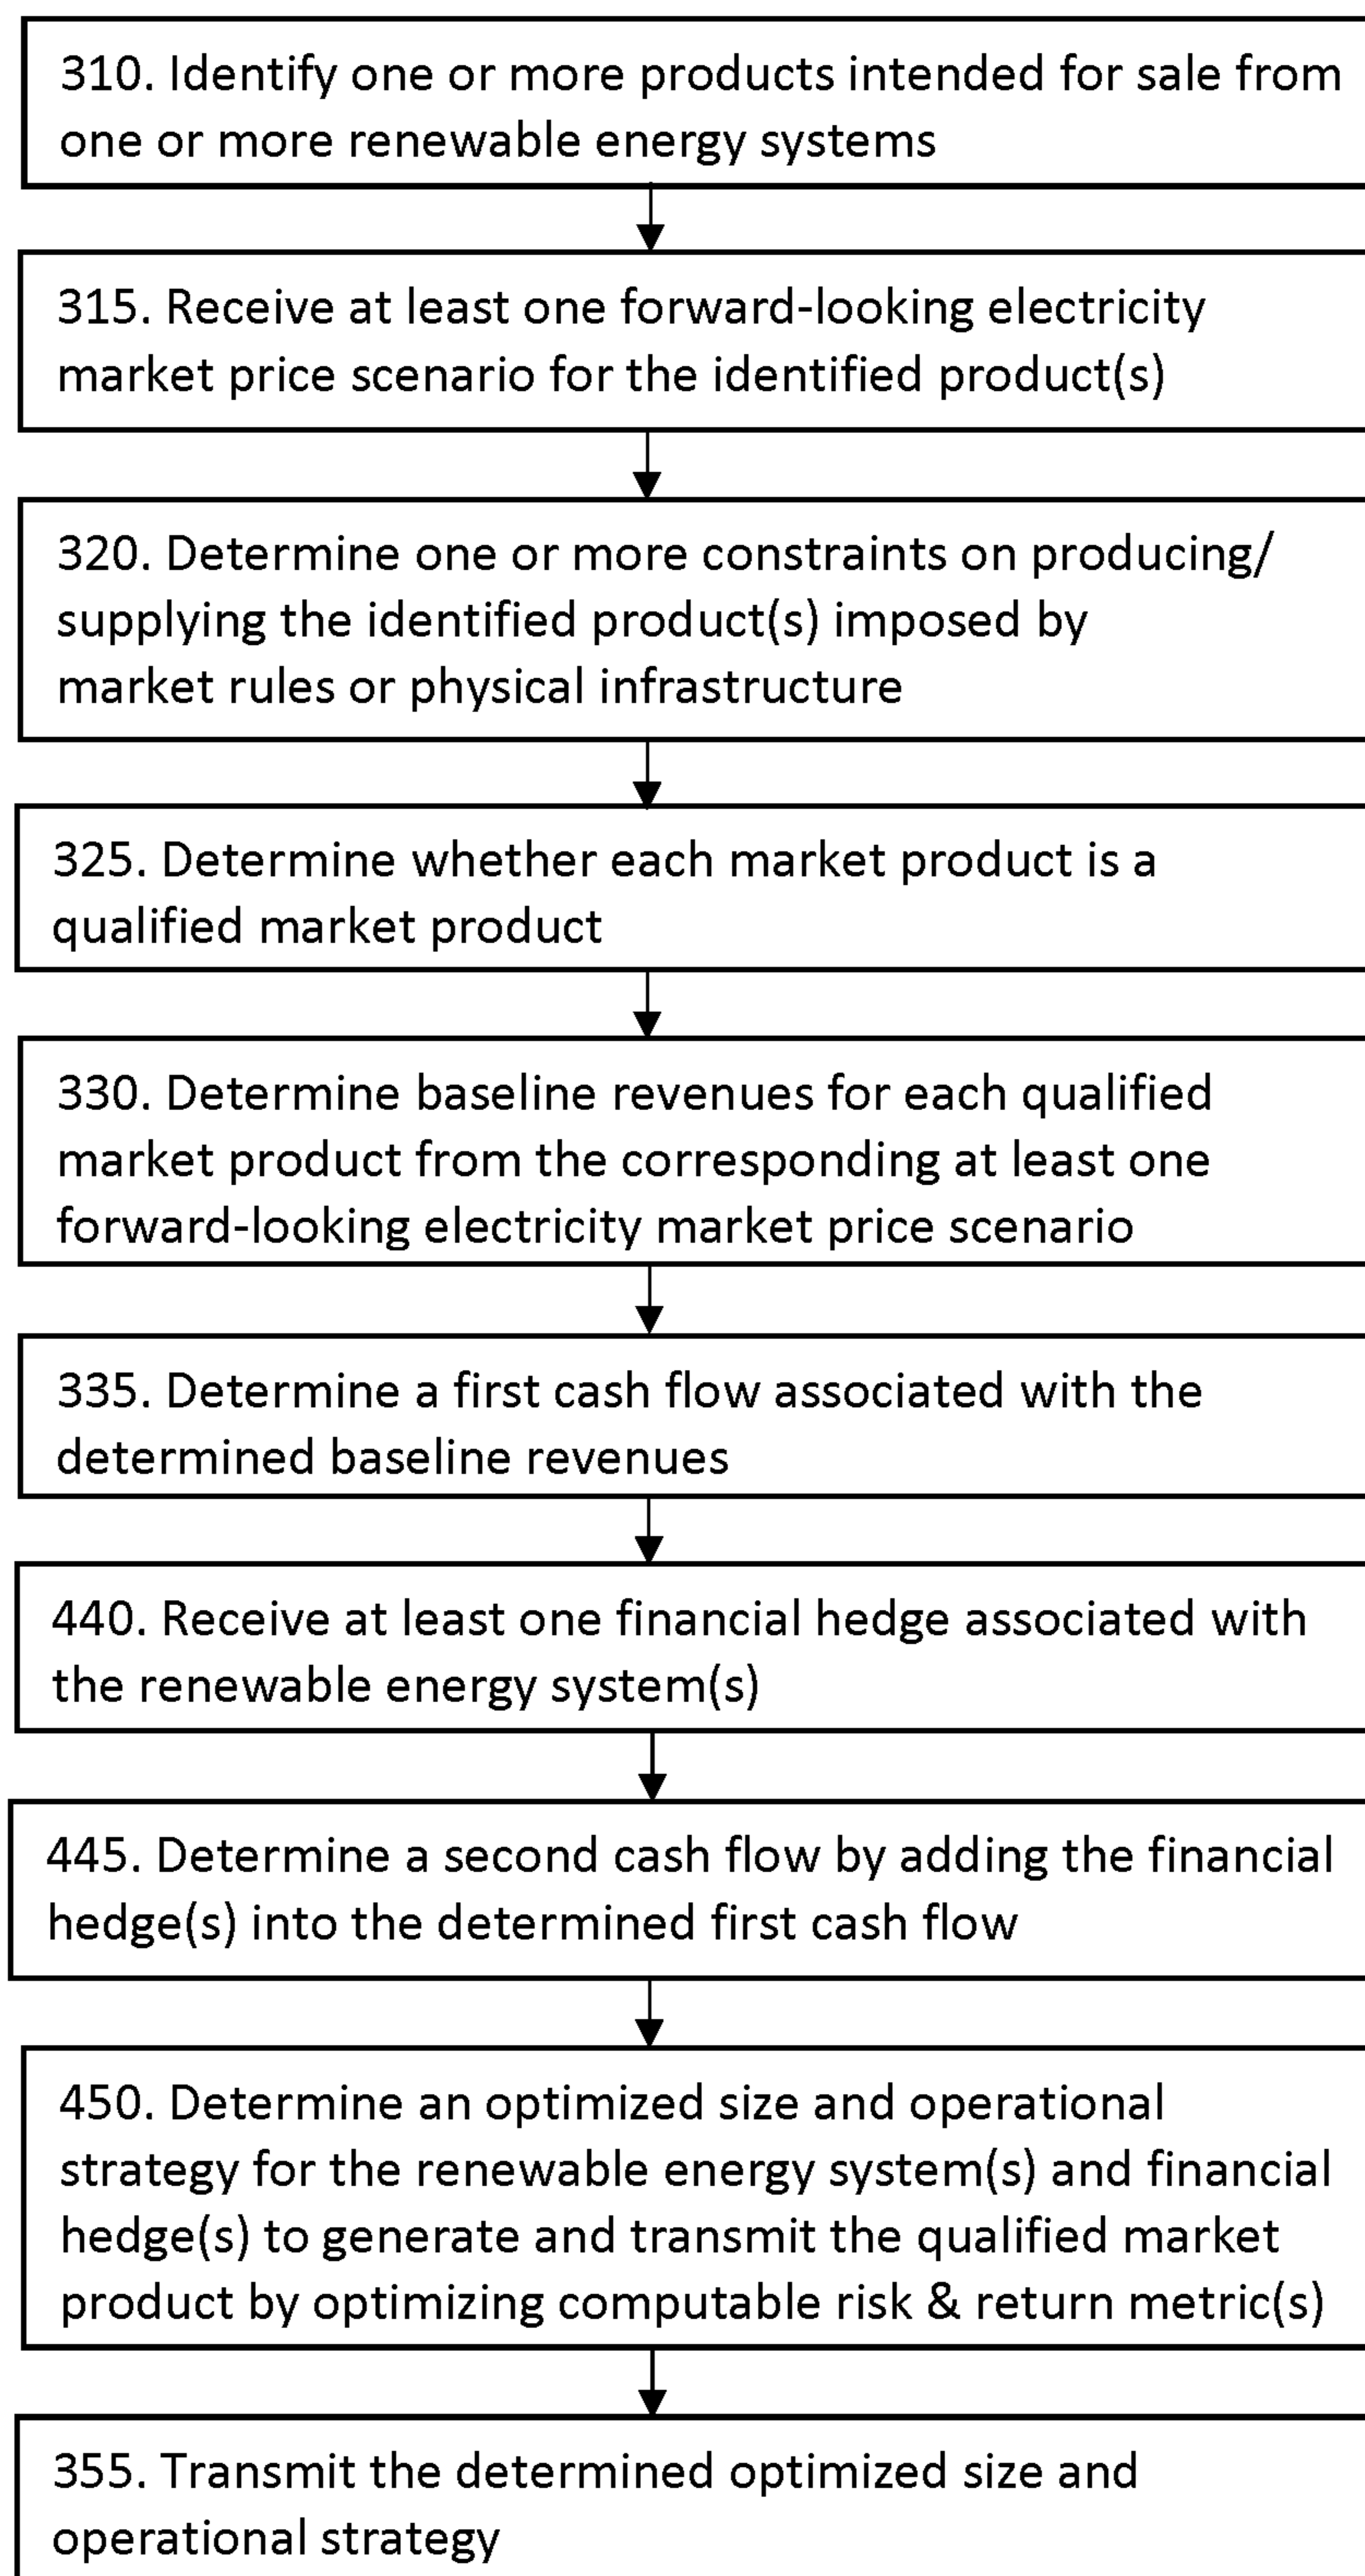 310. Identify one or more products intended for sale from
one or more renewable energy systems
315. Receive at least one forward-looking electricity
market price scenario for the identified product(s)
320. Determine one or more constraints on producing/
supplying the identified product(s) imposed by
market rules or physical infrastructure
325. Determine whether each market product is a
qualified market product
330. Determine baseline revenues for each qualified
market product from the corresponding at least one
forward-looking electricity market price scenario
335. Determine a first cash flow associated with the
determined baseline revenues
440. Receive at least one financial hedge associated with
the renewable energy system(s)
445. Determine a second cash flow by adding the financial
hedge(s) into the determined first cash flow
450. Determine an optimized size and operational
strategy for the renewable energy system(s) and financial
hedge(s) to generate and transmit the qualified market
product by optimizing computable risk & return metric(s)
355. Transmit the determined optimized size and
operational strategy